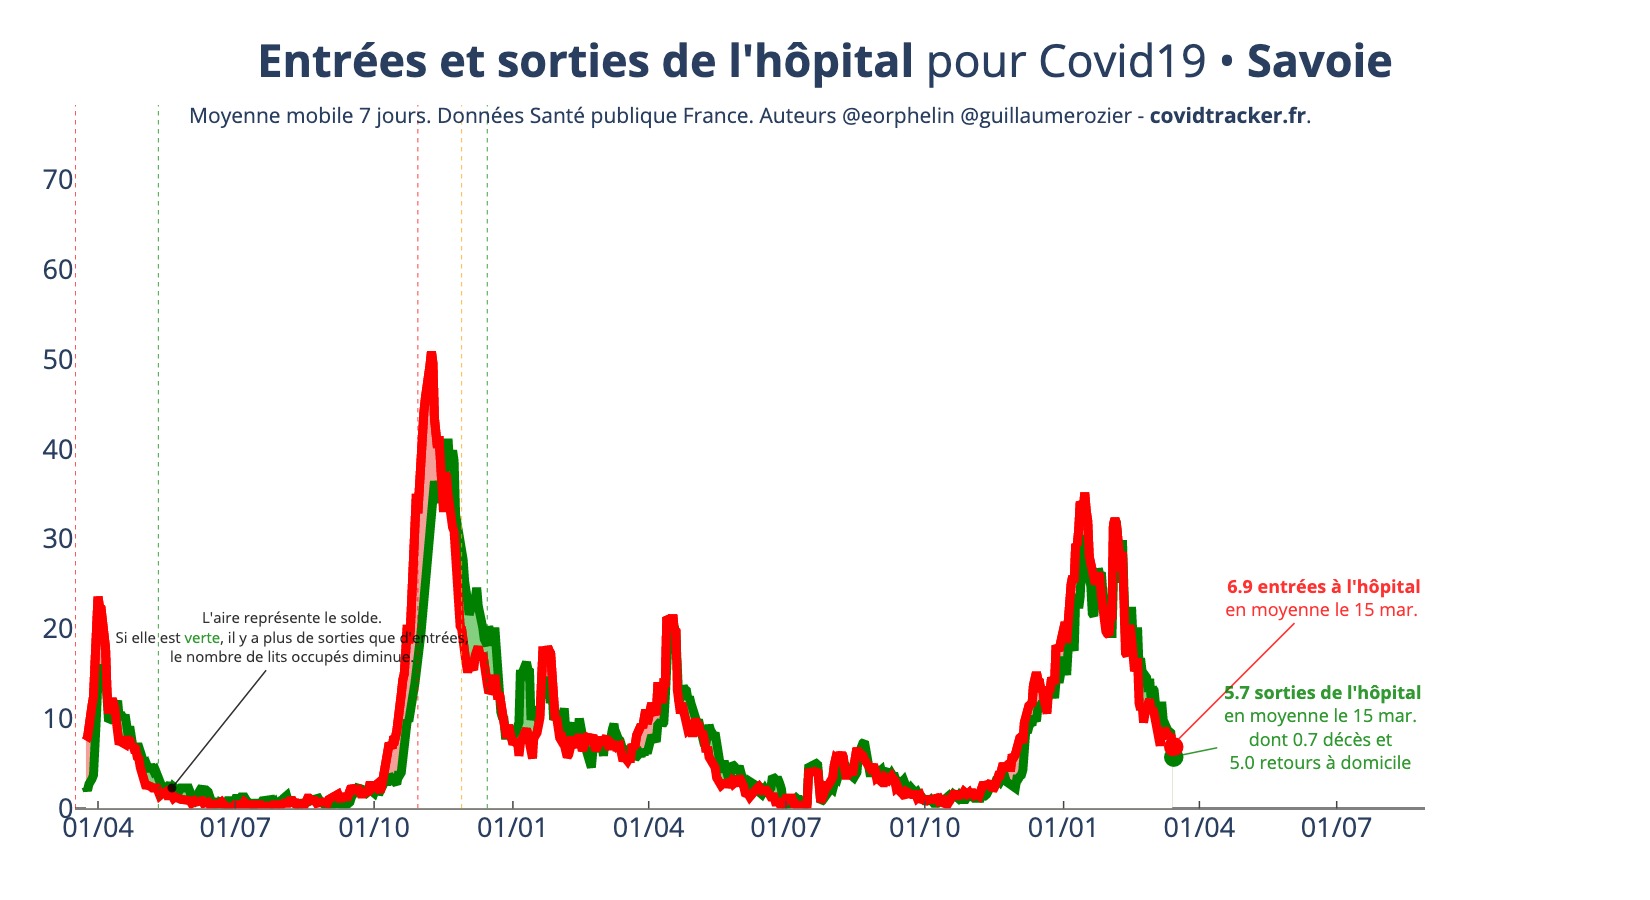 Entrées et sorties de l'hôpital pour Covid19 • Savoie
Moyenne mobile 7 jours. Données Santé publique France. Auteurs @eorphelin @guillaumerozier - covidtracker.fr.
70
60
50
40
30
20
10
0
L'aire représente le solde.
Si elle est verte, il y a plus de sorties que d'entrées,
le nombre de lits occupés diminue.
6.9 entrées à l'hôpital
en moyenne le 15 mar.
5.7 sorties de l'hôpital
en moyenne le 15 mar.
dont 0.7 décès et
5.0 retours à domicile
01/04 01/07 01/10 01/01 01/04 01/07 01/10 01/01 01/04 01/07